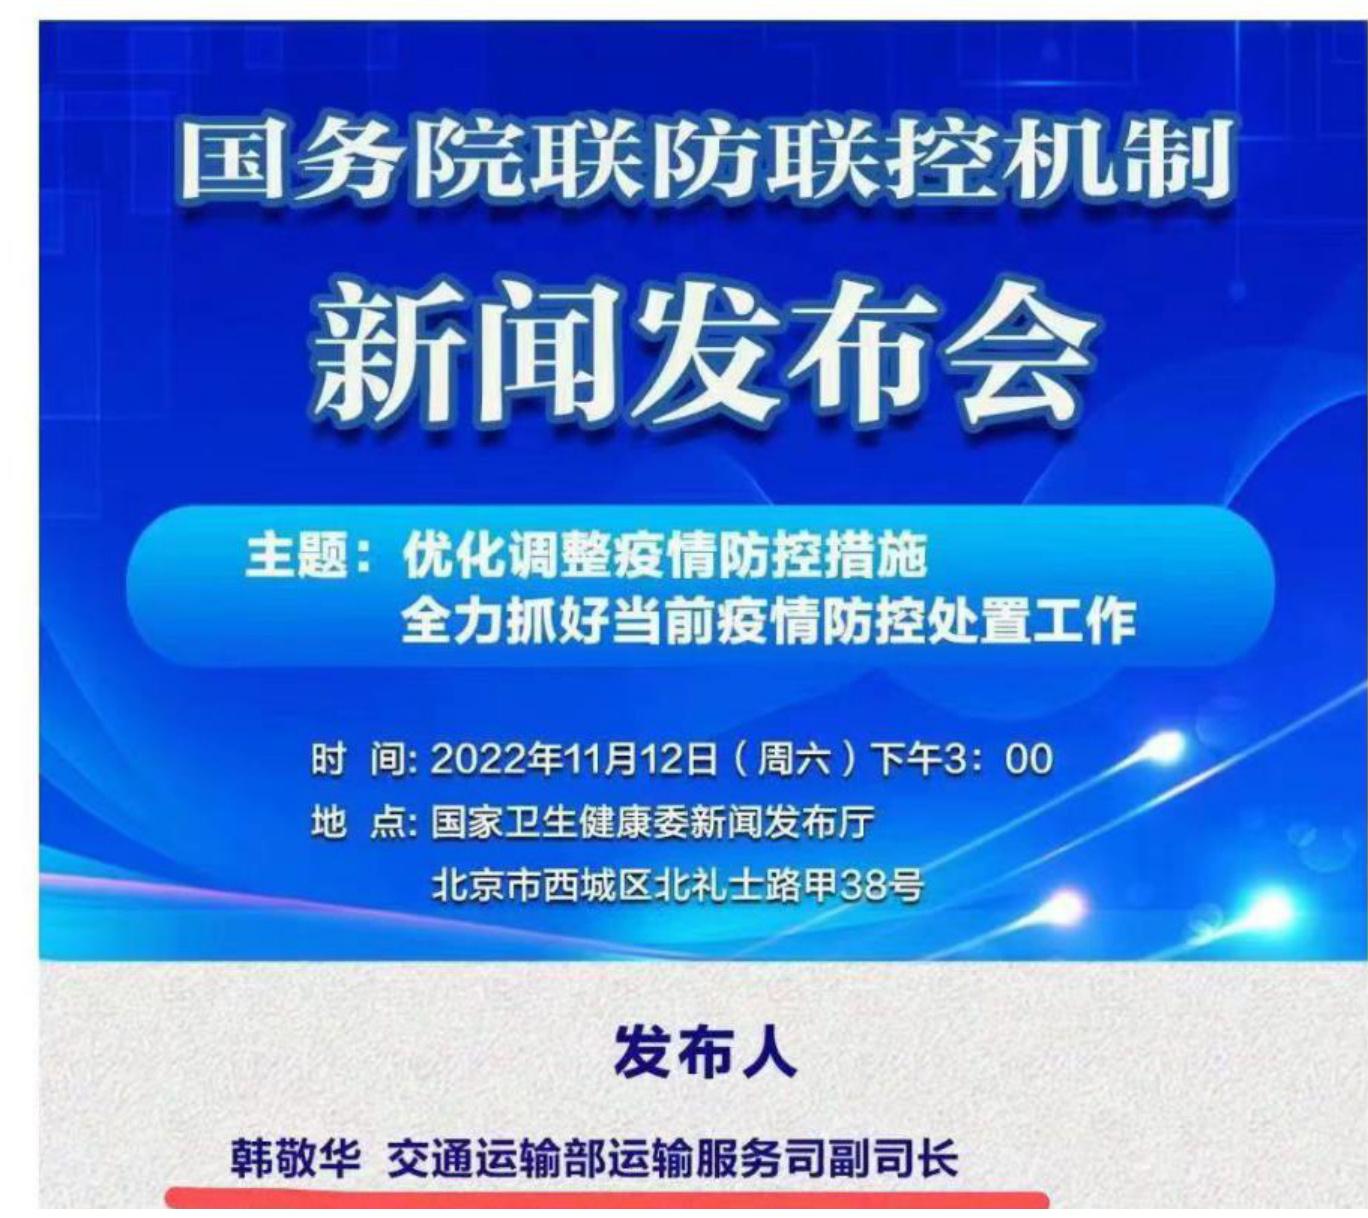 国务院联防联控机制
新闻发布会
主题：优化调整疫情防控措施
全力抓好当前疫情防控处置工作
时 间: 2022年11月12日（周六）下午3：00
地 点: 国家卫生健康委新闻发布厅
北京市西城区北礼士路甲38号
发布人
韩敬华 交通运输部运输服务司副司长